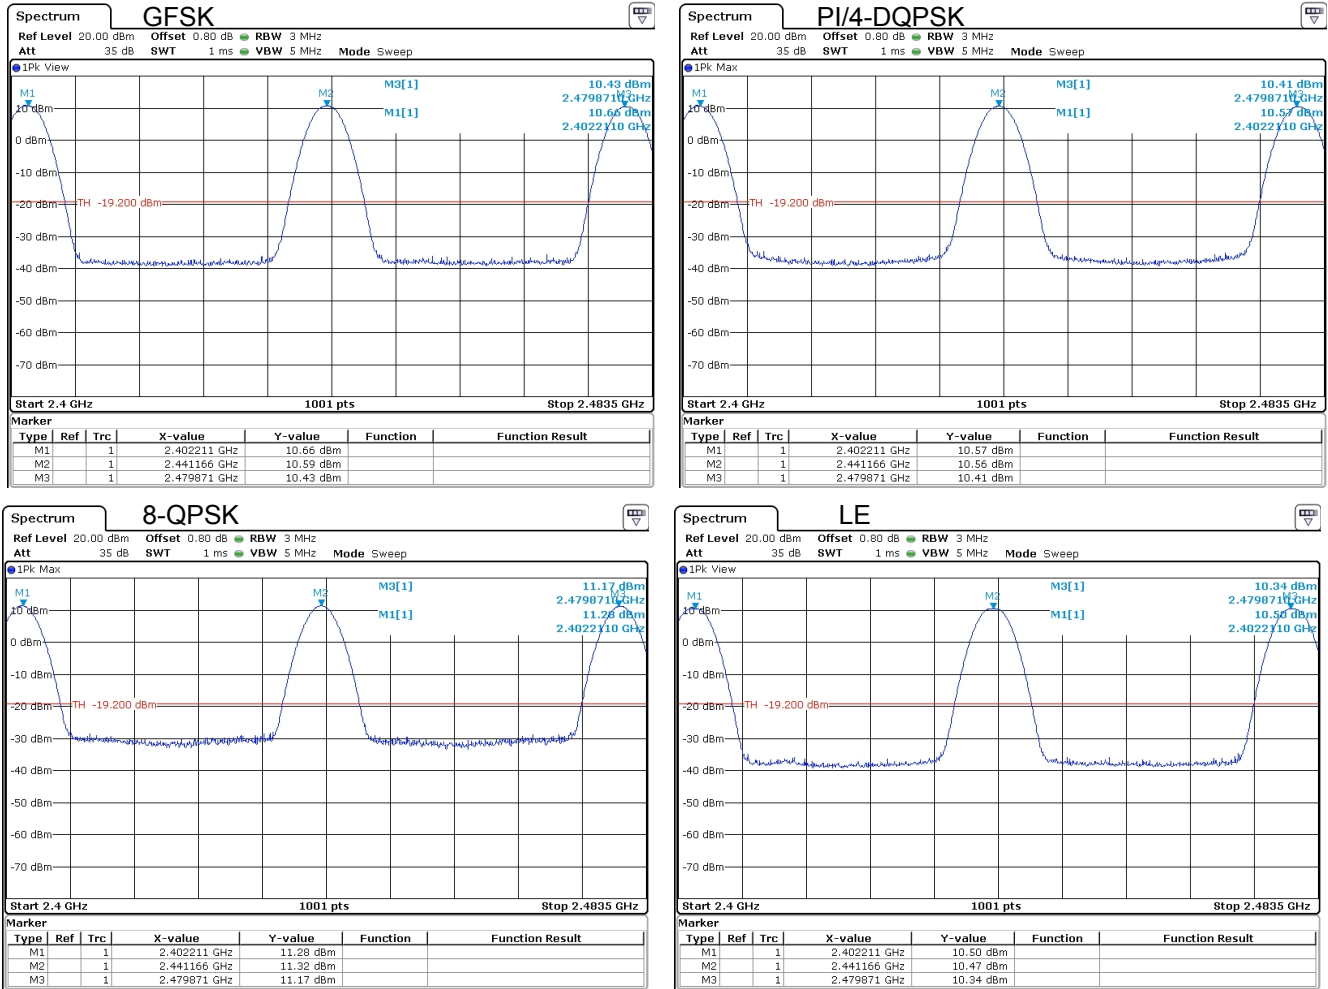 GFSK
Spectrum
Ref Level 20.00 dBm Offset 0.80 dB RBW 3 MHz
Att 35 dB SWT 1 ms VBW 5 MHz Mode Sweep
1Pk View
M1 M2 M3
M3[1] 10.43 dBm
2.4798710 GHz
M1[1] 10.66 dBm
2.4022110 GHz
10 dBm
0 dBm
-10 dBm
-20 dBm
TH -19.200 dBm
-30 dBm
-40 dBm
-50 dBm
-60 dBm
-70 dBm
Start 2.4 GHz 1001 pts Stop 2.4835 GHz
Marker
Type Ref Trc X-value Y-value Function Function Result
M1 1 2.402211 GHz 10.66 dBm
M2 1 2.441166 GHz 10.59 dBm
M3 1 2.479871 GHz 10.43 dBm
PI/4-DQPSK
Spectrum
Ref Level 20.00 dBm Offset 0.80 dB RBW 3 MHz
Att 35 dB SWT 1 ms VBW 5 MHz Mode Sweep
1Pk Max
M1 M2 M3
M3[1] 10.41 dBm
2.4798710 GHz
M1[1] 10.57 dBm
2.4022110 GHz
10 dBm
0 dBm
-10 dBm
-20 dBm
TH -19.200 dBm
-30 dBm
-40 dBm
-50 dBm
-60 dBm
-70 dBm
Start 2.4 GHz 1001 pts Stop 2.4835 GHz
Marker
Type Ref Trc X-value Y-value Function Function Result
M1 1 2.402211 GHz 10.57 dBm
M2 1 2.441166 GHz 10.56 dBm
M3 1 2.479871 GHz 10.41 dBm
8-QPSK
Spectrum
Ref Level 20.00 dBm Offset 0.80 dB RBW 3 MHz
Att 35 dB SWT 1 ms VBW 5 MHz Mode Sweep
1Pk Max
M1 M2 M3
M3[1] 11.17 dBm
2.4798710 GHz
M1[1] 11.28 dBm
2.4022110 GHz
10 dBm
0 dBm
-10 dBm
-20 dBm
TH -19.200 dBm
-30 dBm
-40 dBm
-50 dBm
-60 dBm
-70 dBm
Start 2.4 GHz 1001 pts Stop 2.4835 GHz
Marker
Type Ref Trc X-value Y-value Function Function Result
M1 1 2.402211 GHz 11.28 dBm
M2 1 2.441166 GHz 11.32 dBm
M3 1 2.479871 GHz 11.17 dBm
LE
Spectrum
Ref Level 20.00 dBm Offset 0.80 dB RBW 3 MHz
Att 35 dB SWT 1 ms VBW 5 MHz Mode Sweep
1Pk View
M1 M2 M3
M3[1] 10.34 dBm
2.4798710 GHz
M1[1] 10.50 dBm
2.4022110 GHz
10 dBm
0 dBm
-10 dBm
-20 dBm
TH -19.200 dBm
-30 dBm
-40 dBm
-50 dBm
-60 dBm
-70 dBm
Start 2.4 GHz 1001 pts Stop 2.4835 GHz
Marker
Type Ref Trc X-value Y-value Function Function Result
M1 1 2.402211 GHz 10.50 dBm
M2 1 2.441166 GHz 10.47 dBm
M3 1 2.479871 GHz 10.34 dBm